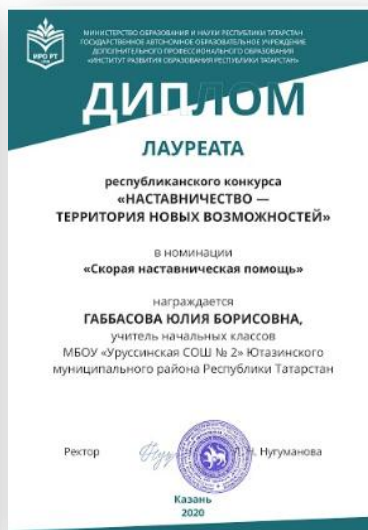 МИНИСТЕРСТВО ОБРАЗОВАНИЯ И НАУКИ РЕСПУБЛИКИ ТАТАРСТАН
ГОСУДАРСТВЕННОЕ АВТОНОМНОЕ ОБРАЗОВАТЕЛЬНОЕ УЧРЕЖДЕНИЕ
ДОПОЛНИТЕЛЬНОГО ПРОФЕССИОНАЛЬНОГО ОБРАЗОВАНИЯ
«ИНСТИТУТ РАЗВИТИЯ ОБРАЗОВАНИЯ РЕСПУБЛИКИ ТАТАРСТАН»
ИРО РТ
ДИПЛОМ
ЛАУРЕАТА
республиканского конкурса
«НАСТАВНИЧЕСТВО —
ТЕРРИТОРИЯ НОВЫХ ВОЗМОЖНОСТЕЙ»
в номинации
«Скорая наставническая помощь»
награждается
ГАББАСОВА ЮЛИЯ БОРИСОВНА,
учитель начальных классов
МБОУ «Уруссинская СОШ № 2» Ютазинского
муниципального района Республики Татарстан
Ректор Нугуманова
Казань
2020